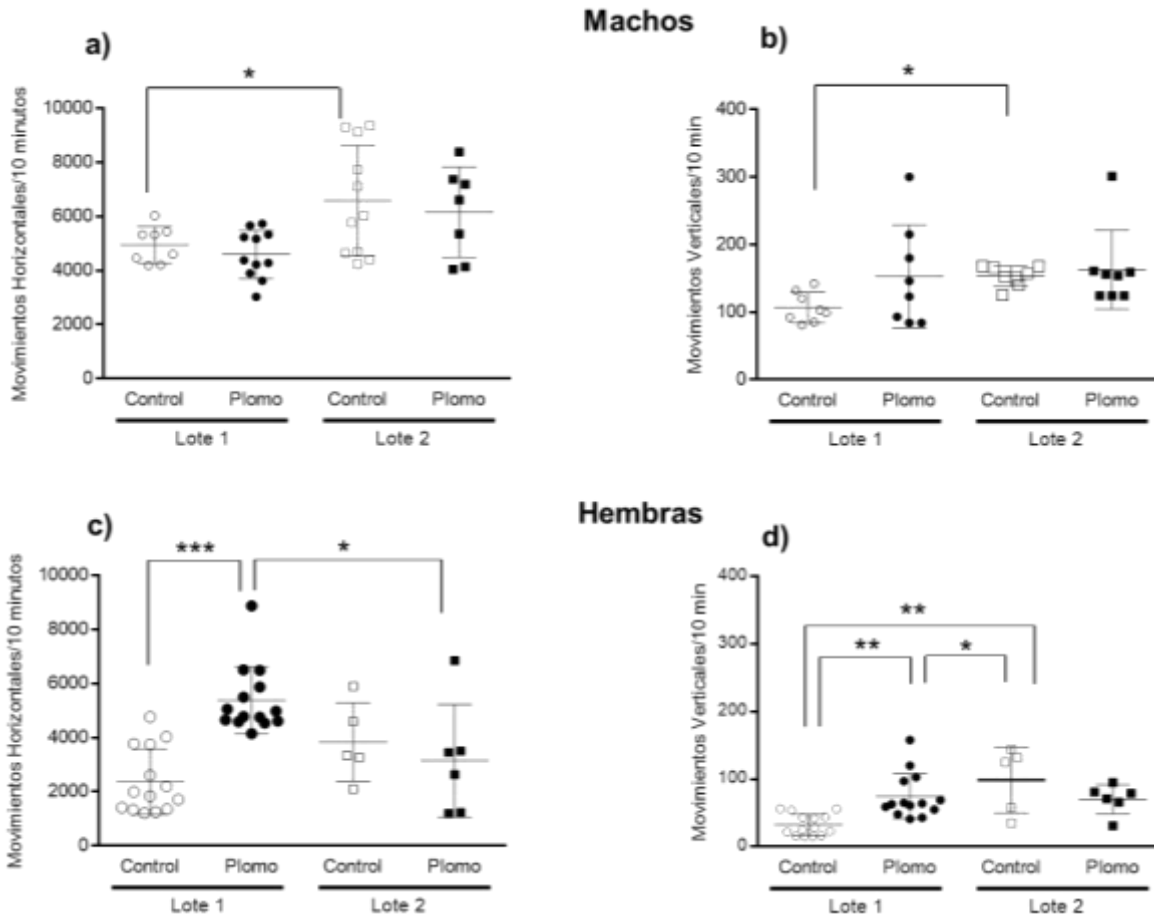 Machos
a)
*
Movimientos Horizontales/10 minutos
10000
8000
6000
4000
2000
0
Control Plomo Control Plomo
Lote 1 Lote 2
b)
*
Movimientos Verticales/10 min
400
300
200
100
0
Control Plomo Control Plomo
Lote 1 Lote 2
Hembras
c)
*** *
Movimientos Horizontales/10 minutos
10000
8000
6000
4000
2000
0
Control Plomo Control Plomo
Lote 1 Lote 2
d)
**
** *
Movimientos Verticales/10 min
400
300
200
100
0
Control Plomo Control Plomo
Lote 1 Lote 2